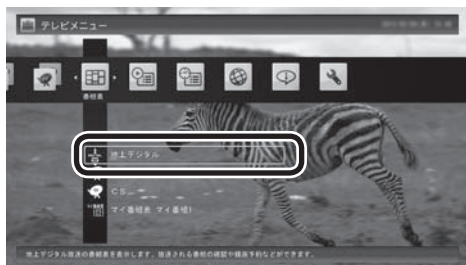 テレビメニュー
番組表
地上デジタル
CS
マイ番組表 マイ番組1
地上デジタル放送の番組表を表示します。放送される番組の確認や録画予約などができます。